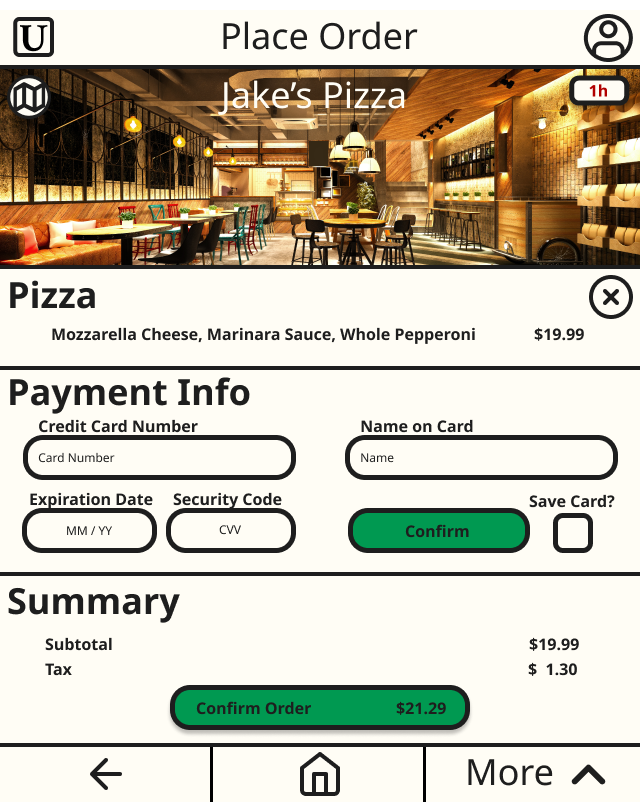 U Place Order
Jake's Pizza 1h
Pizza
Mozzarella Cheese, Marinara Sauce, Whole Pepperoni $19.99
Payment Info
Credit Card Number Name on Card
Card Number Name
Expiration Date Security Code Save Card?
MM / YY CVV Confirm
Summary
Subtotal $19.99
Tax $ 1.30
Confirm Order $21.29
More